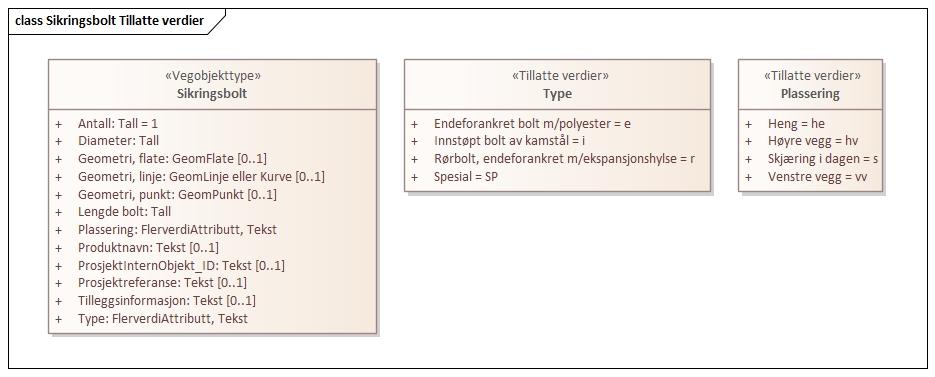 class Sikringsbolt Tillatte verdier
«Vegobjekttype»
Sikringsbolt
+ Antall: Tall = 1
+ Diameter: Tall
+ Geometri, flate: GeomFlate [0..1]
+ Geometri, linje: GeomLinje eller Kurve [0..1]
+ Geometri, punkt: GeomPunkt [0..1]
+ Lengde bolt: Tall
+ Plassering: FlerverdiAttributt, Tekst
+ Produktnavn: Tekst [0..1]
+ ProsjektInternObjekt_ID: Tekst [0..1]
+ Prosjektreferanse: Tekst [0..1]
+ Tilleggsinformasjon: Tekst [0..1]
+ Type: FlerverdiAttributt, Tekst
«Tillatte verdier»
Type
+ Endeforankret bolt m/polyester = e
+ Innstøpt bolt av kamstål = i
+ Rørbolt, endeforankret m/ekspansjonshylse = r
+ Spesial = SP
«Tillatte verdier»
Plassering
+ Heng = he
+ Høyre vegg = hv
+ Skjæring i dagen = s
+ Venstre vegg = vv